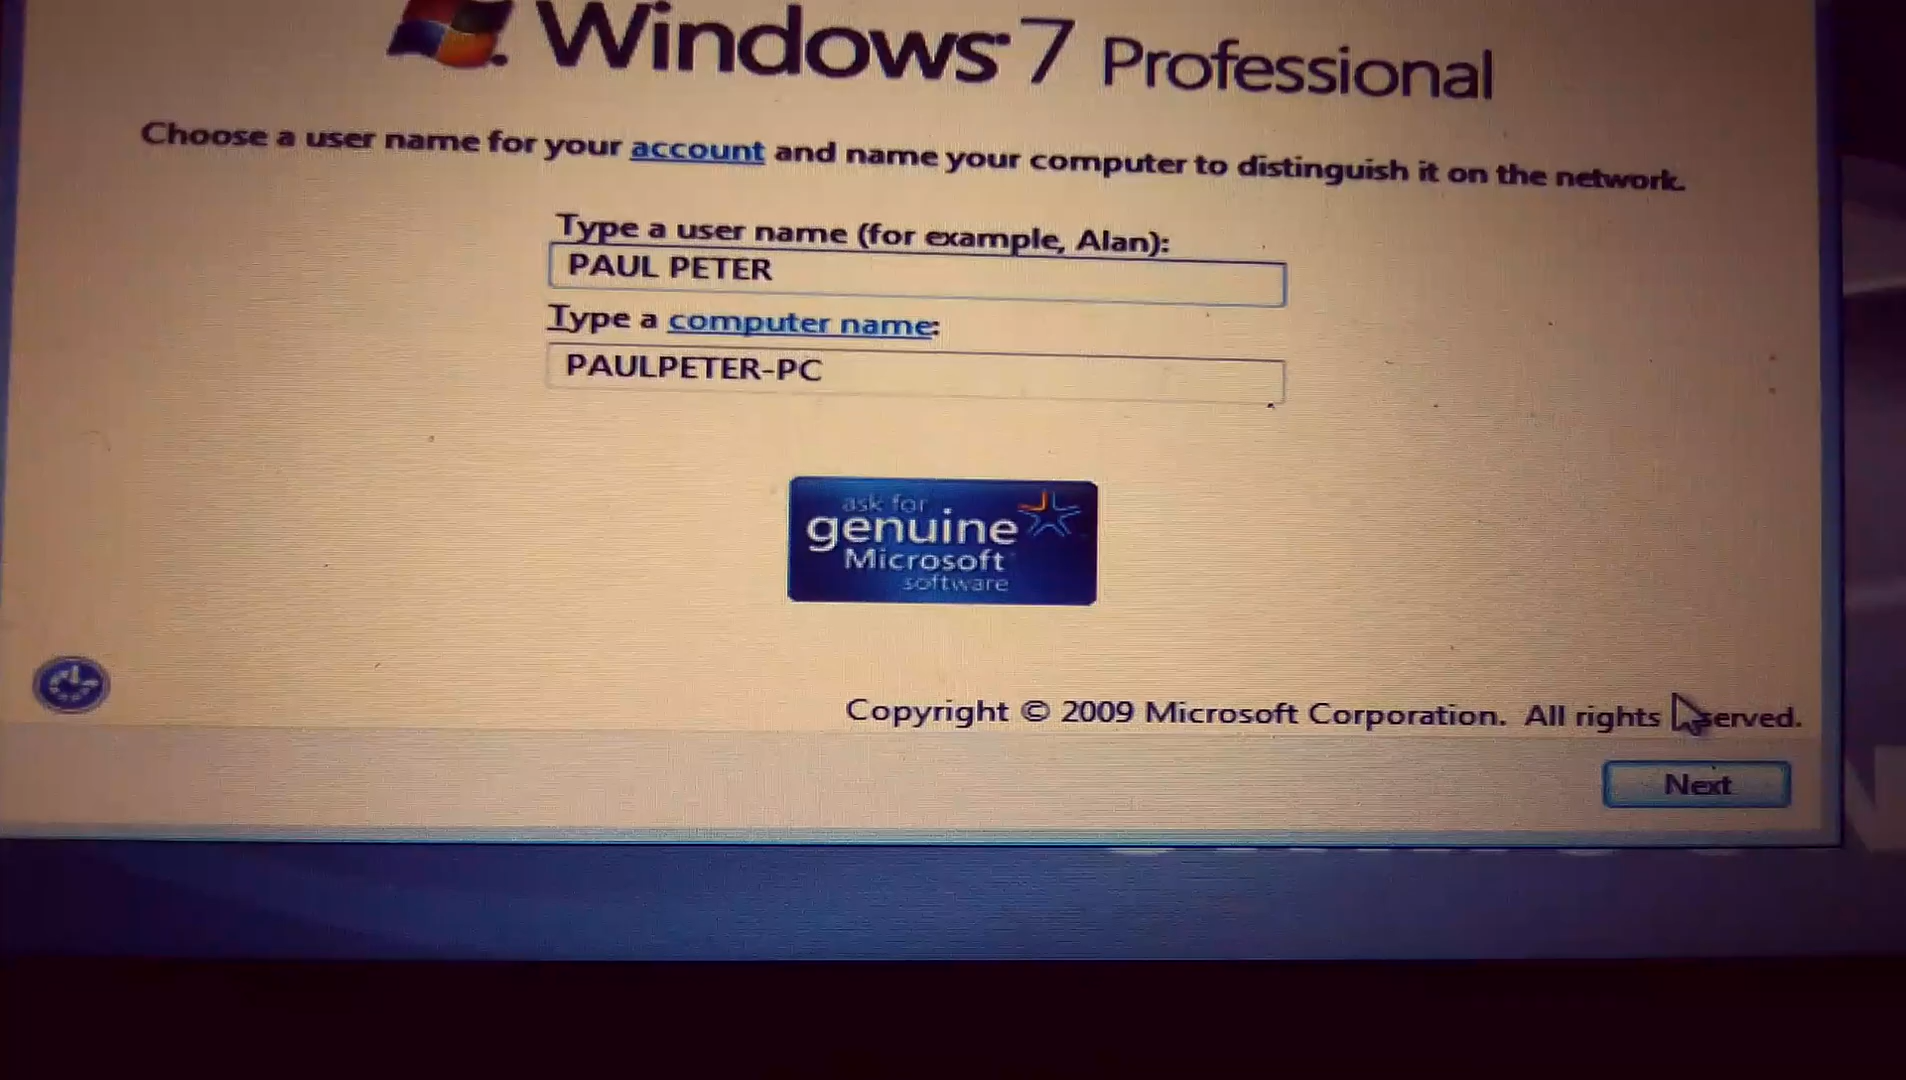 Windows 7 Professional
Choose a user name for your account and name your computer to distinguish it on the network.
Type a user name (for example, Alan):
PAUL PETER
Type a computer name:
PAULPETER-PC
ask for
genuine
Microsoft
software
Copyright © 2009 Microsoft Corporation. All rights served.
Next